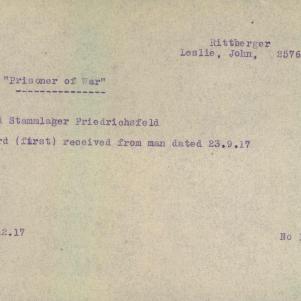 Rittberger
Leslie, John, 2576
"Prisoner of War"
Stammlager Friedrichsfeld
(first) received from man dated 23.9.17
2.17
No